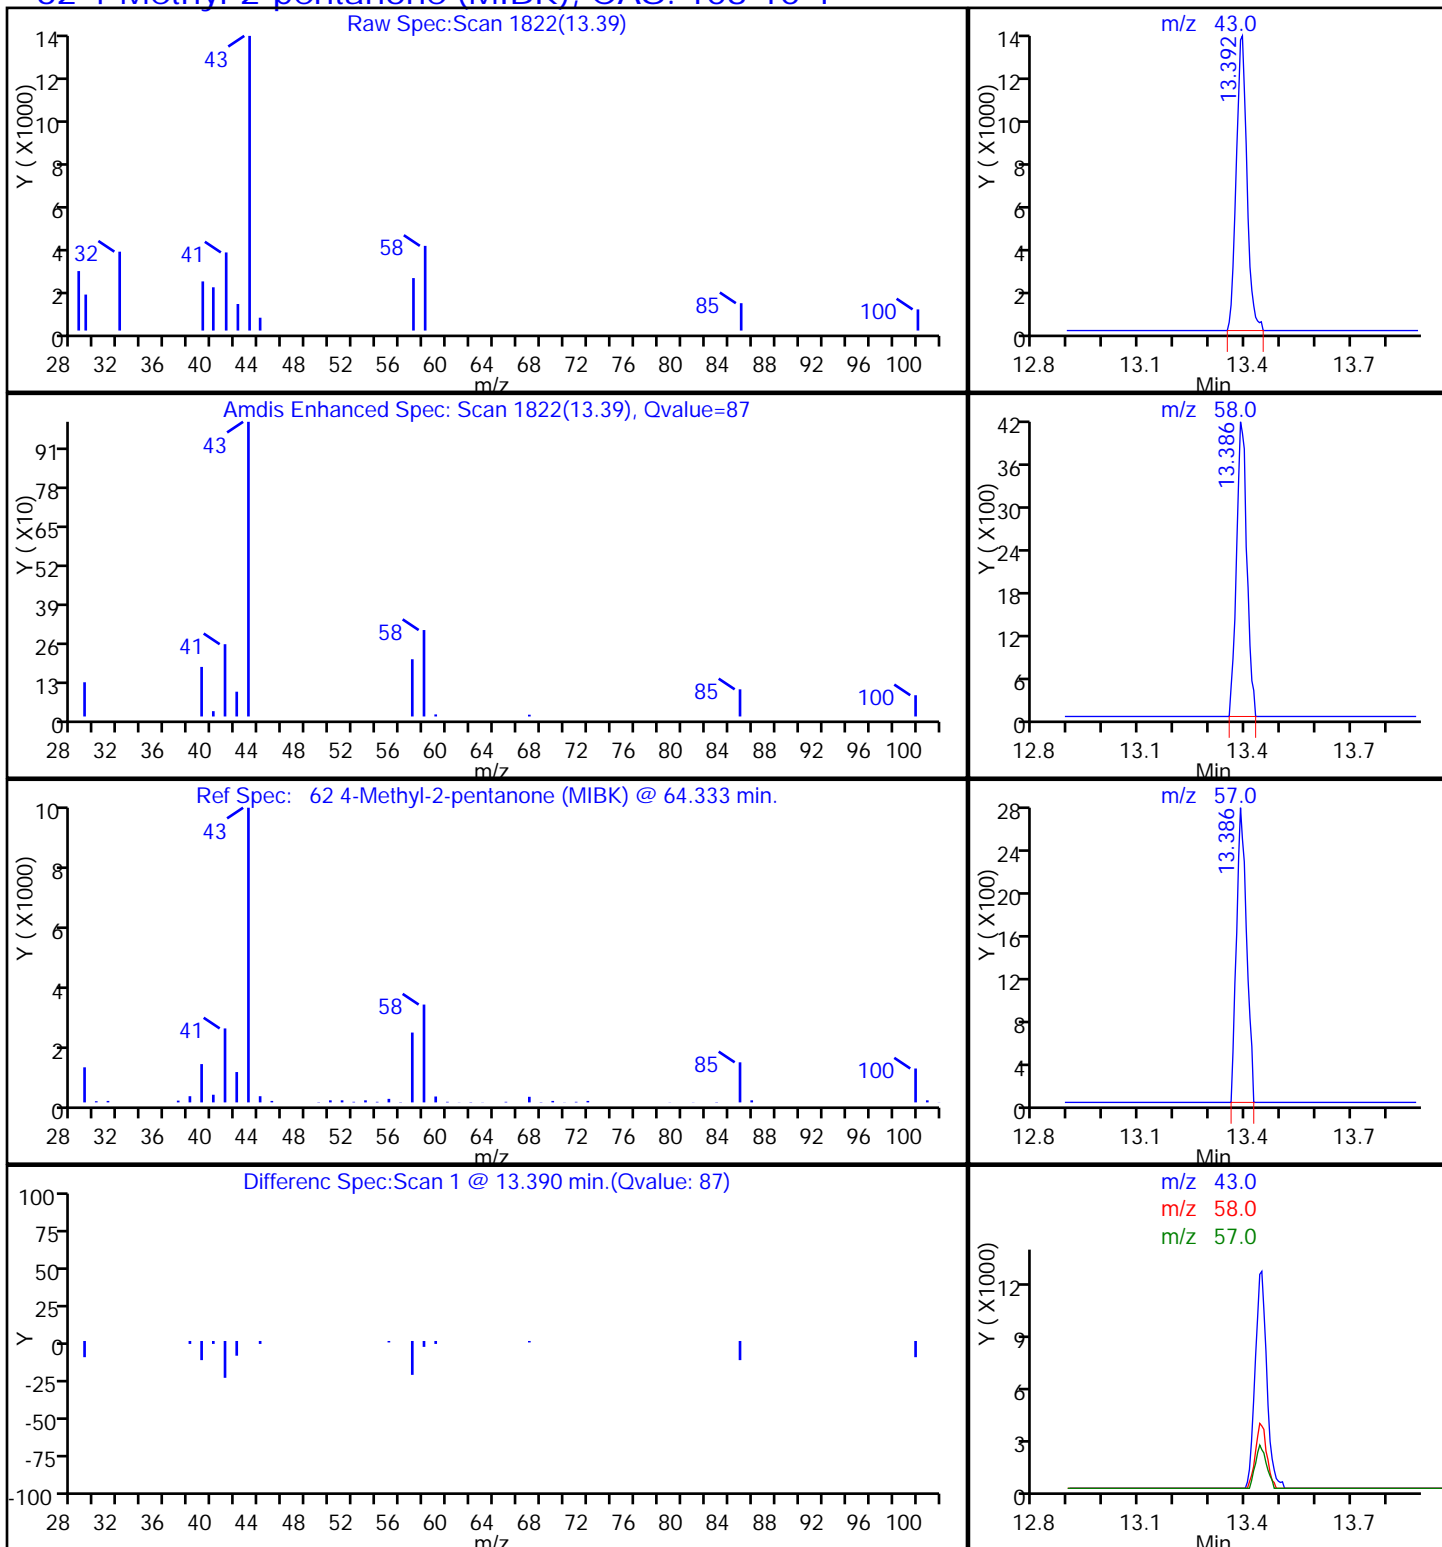 62 4-Methyl-2-pentanone (MIBK), CAS: 108-10-1
Raw Spec:Scan 1822(13.39)
Y ( X1000)
14
12
10
8
6
4
2
0
43
32
41
58
85
100
28 32 36 40 44 48 52 56 60 64 68 72 76 80 84 88 92 96 100
m/z
m/z 43.0
Y ( X1000)
14
12
10
8
6
4
2
0
13.392
12.8 13.1 13.4 13.7
Min
Amdis Enhanced Spec: Scan 1822(13.39), Qvalue=87
Y ( X10)
91
78
65
52
39
26
13
0
43
41
58
85
100
28 32 36 40 44 48 52 56 60 64 68 72 76 80 84 88 92 96 100
m/z
m/z 58.0
Y ( X100)
42
36
30
24
18
12
6
0
13.386
12.8 13.1 13.4 13.7
Min
Ref Spec: 62 4-Methyl-2-pentanone (MIBK) @ 64.333 min.
Y ( X1000)
10
8
6
4
2
0
43
41
58
85
100
28 32 36 40 44 48 52 56 60 64 68 72 76 80 84 88 92 96 100
m/z
m/z 57.0
Y ( X100)
28
24
20
16
12
8
4
0
13.386
12.8 13.1 13.4 13.7
Min
Differenc Spec:Scan 1 @ 13.390 min.(Qvalue: 87)
Y
100
75
50
25
0
-25
-50
-75
-100
28 32 36 40 44 48 52 56 60 64 68 72 76 80 84 88 92 96 100
m/z
m/z 43.0
m/z 58.0
m/z 57.0
Y ( X1000)
12
9
6
3
0
12.8 13.1 13.4 13.7
Min